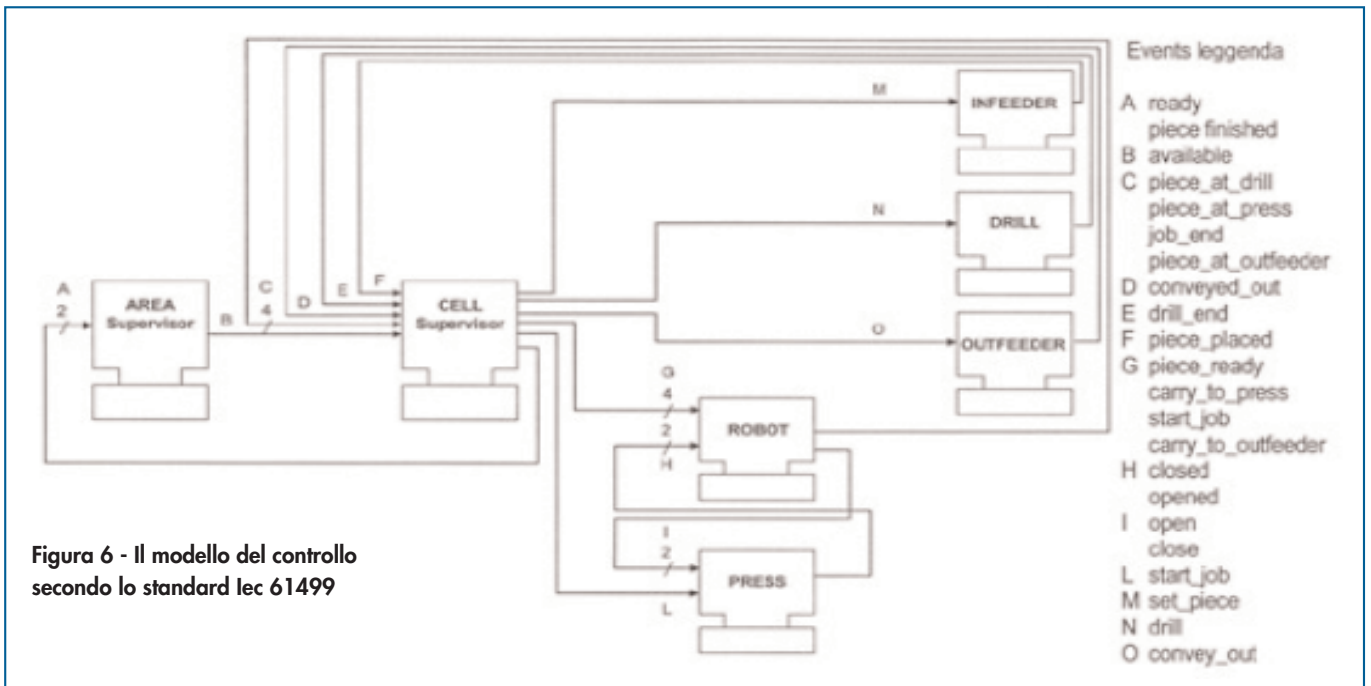 Events leggenda
A ready
piece finished
B available
C piece_at_drill
piece_at_press
job_end
piece_at_outfeeder
D conveyed_out
E drill_end
F piece_placed
G piece_ready
carry_to_press
start_job
carry_to_outfeeder
H closed
opened
I open
close
L start_job
M set_piece
N drill
O convey_out
M
INFEEDER
N
DRILL
O
OUTFEEDER
A
2
AREA
Supervisor
B
C
4
D
E
F
CELL
Supervisor
G
4
2
H
ROBOT
I
2
L
PRESS
Figura 6 - Il modello del controllo
secondo lo standard Iec 61499